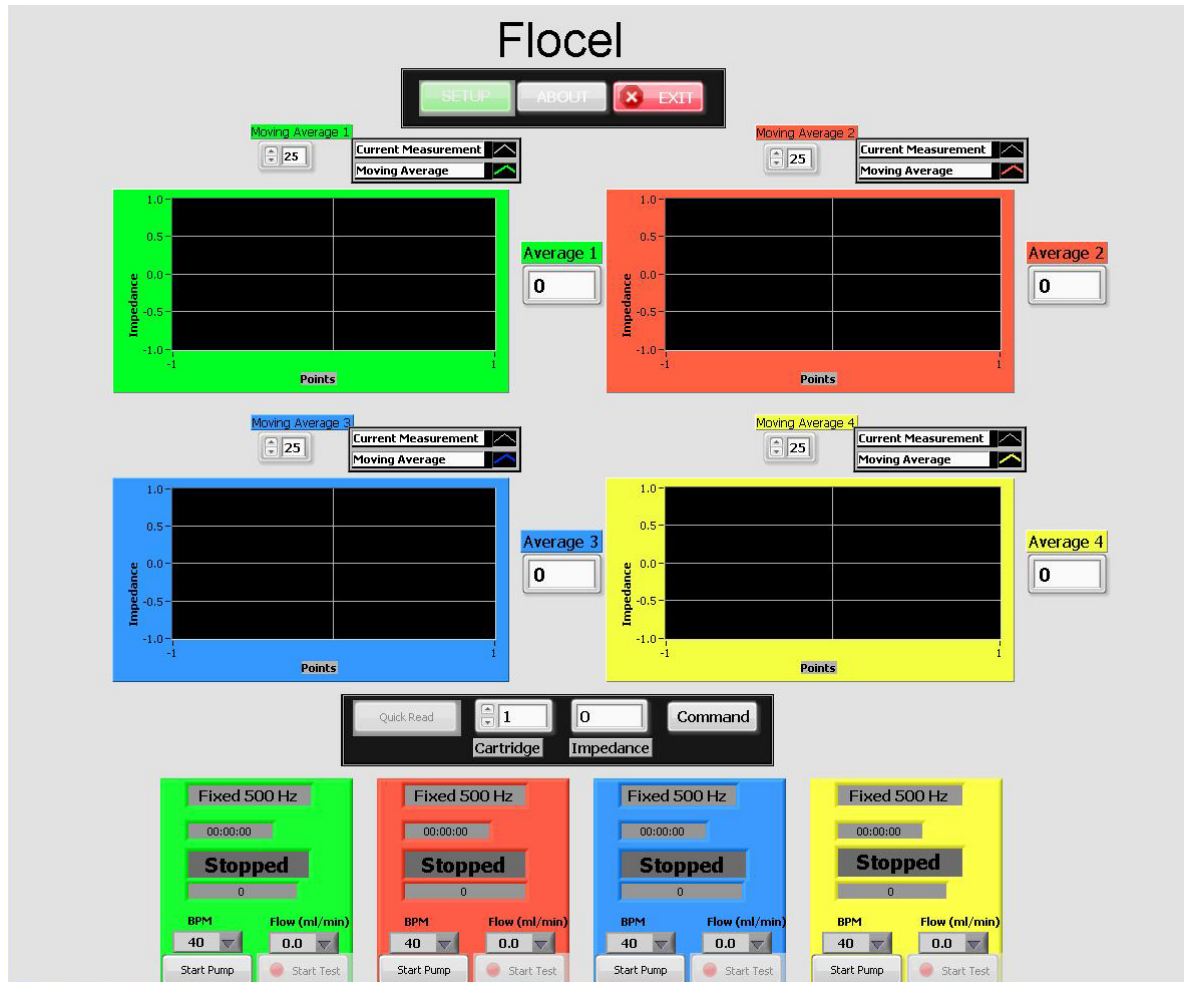 Flocel
SETUP ABOUT EXIT
Moving Average 1
25
Current Measurement
Moving Average
1.0
0.5
0.0
-0.5
-1.0
Impedance
-1 1
Points
Average 1
0
Moving Average 2
25
Current Measurement
Moving Average
1.0
0.5
0.0
-0.5
-1.0
Impedance
-1 1
Points
Average 2
0
Moving Average 3
25
Current Measurement
Moving Average
1.0
0.5
0.0
-0.5
-1.0
Impedance
-1 1
Points
Average 3
0
Moving Average 4
25
Current Measurement
Moving Average
1.0
0.5
0.0
-0.5
-1.0
Impedance
-1 1
Points
Average 4
0
Quick Read 1 0 Command
Cartridge Impedance
Fixed 500 Hz
00:00:00
Stopped
0
BPM Flow (ml/min)
40 0.0
Start Pump Start Test
Fixed 500 Hz
00:00:00
Stopped
0
BPM Flow (ml/min)
40 0.0
Start Pump Start Test
Fixed 500 Hz
00:00:00
Stopped
0
BPM Flow (ml/min)
40 0.0
Start Pump Start Test
Fixed 500 Hz
00:00:00
Stopped
0
BPM Flow (ml/min)
40 0.0
Start Pump Start Test